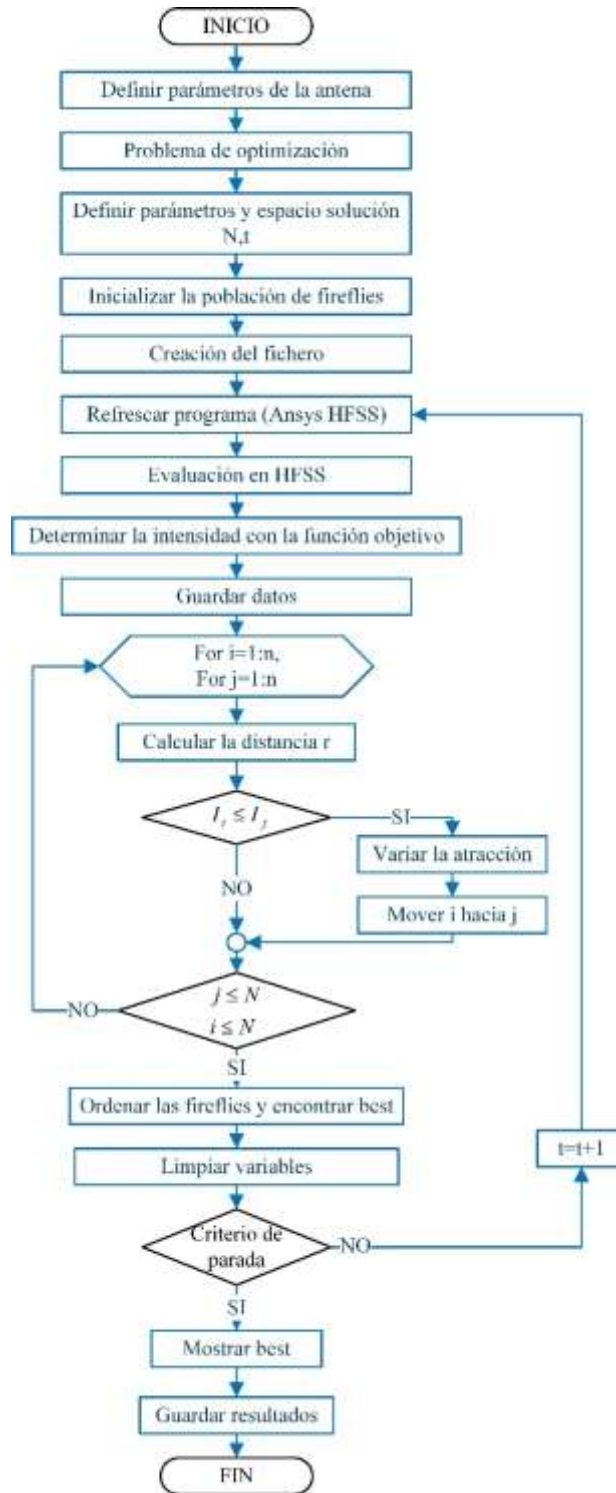 INICIO
Definir parámetros de la antena
Problema de optimización
Definir parámetros y espacio solución
N,t
Inicializar la población de fireflies
Creación del fichero
Refrescar programa (Ansys HFSS)
Evaluación en HFSS
Determinar la intensidad con la función objetivo
Guardar datos
For i=1:n,
For j=1:n
Calcular la distancia r
I_i ≤ I_j
SI
Variar la atracción
NO
Mover i hacia j
j ≤ N
NO
i ≤ N
SI
Ordenar las fireflies y encontrar best
t=t+1
Limpiar variables
Criterio de
parada
NO
SI
Mostrar best
Guardar resultados
FIN